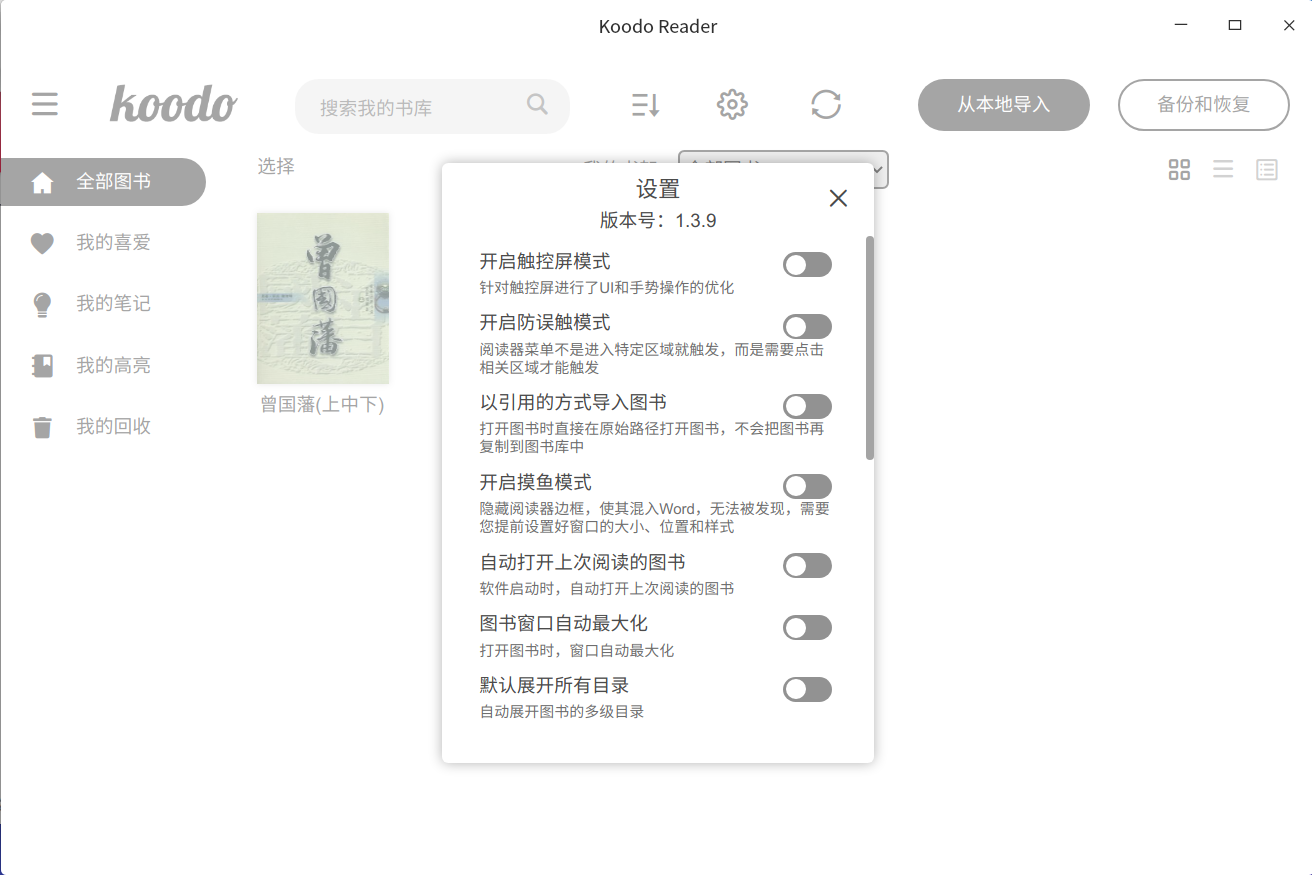 Koodo Reader
koodo
搜索我的书库
从本地导入
备份和恢复
全部图书
我的喜爱
我的笔记
我的高亮
我的回收
选择
曾国藩
曾国藩(上中下)
设置
版本号：1.3.9
开启触控屏模式
针对触控屏进行了UI和手势操作的优化
开启防误触模式
阅读器菜单不是进入特定区域就触发，而是需要点击
相关区域才能触发
以引用的方式导入图书
打开图书时直接在原始路径打开图书，不会把图书再
复制到图书库中
开启摸鱼模式
隐藏阅读器边框，使其混入Word，无法被发现，需要
您提前设置好窗口的大小、位置和样式
自动打开上次阅读的图书
软件启动时，自动打开上次阅读的图书
图书窗口自动最大化
打开图书时，窗口自动最大化
默认展开所有目录
自动展开图书的多级目录